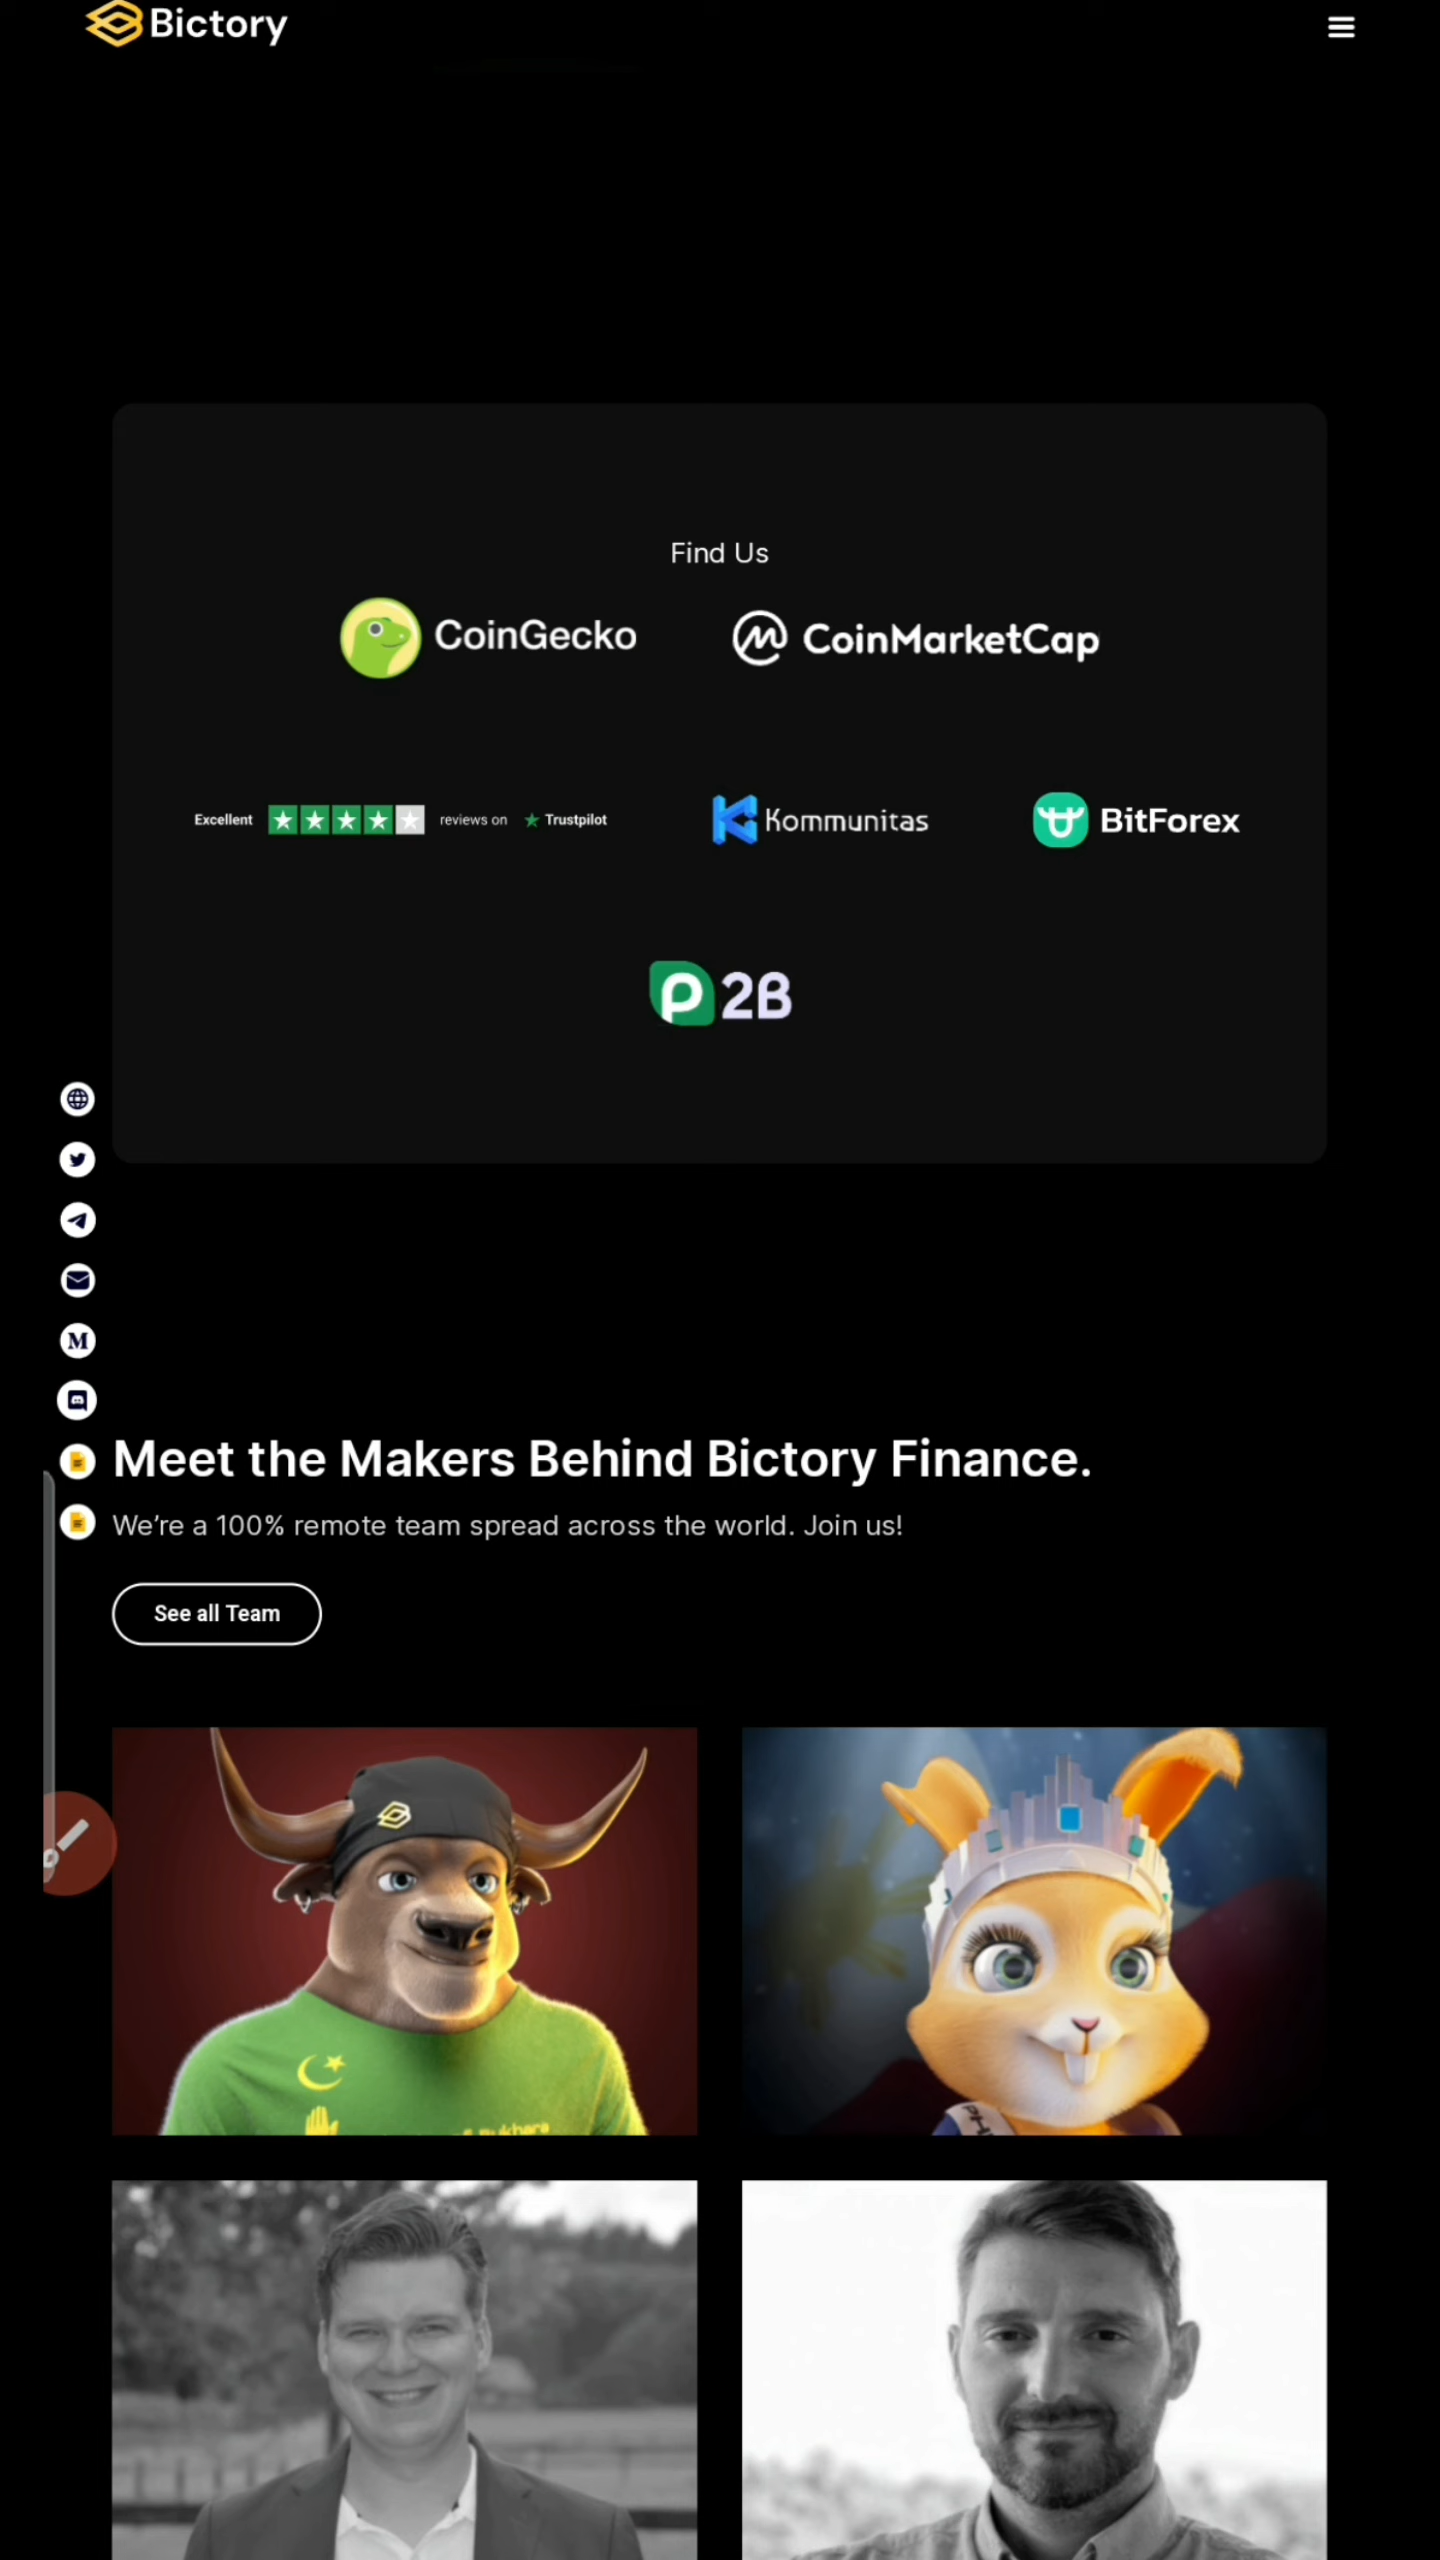 Bictory
Find Us
CoinGecko
CoinMarketCap
Excellent reviews on Trustpilot
Kommunitas
BitForex
P2B
M
Meet the Makers Behind Bictory Finance.
We’re a 100% remote team spread across the world. Join us!
See all Team